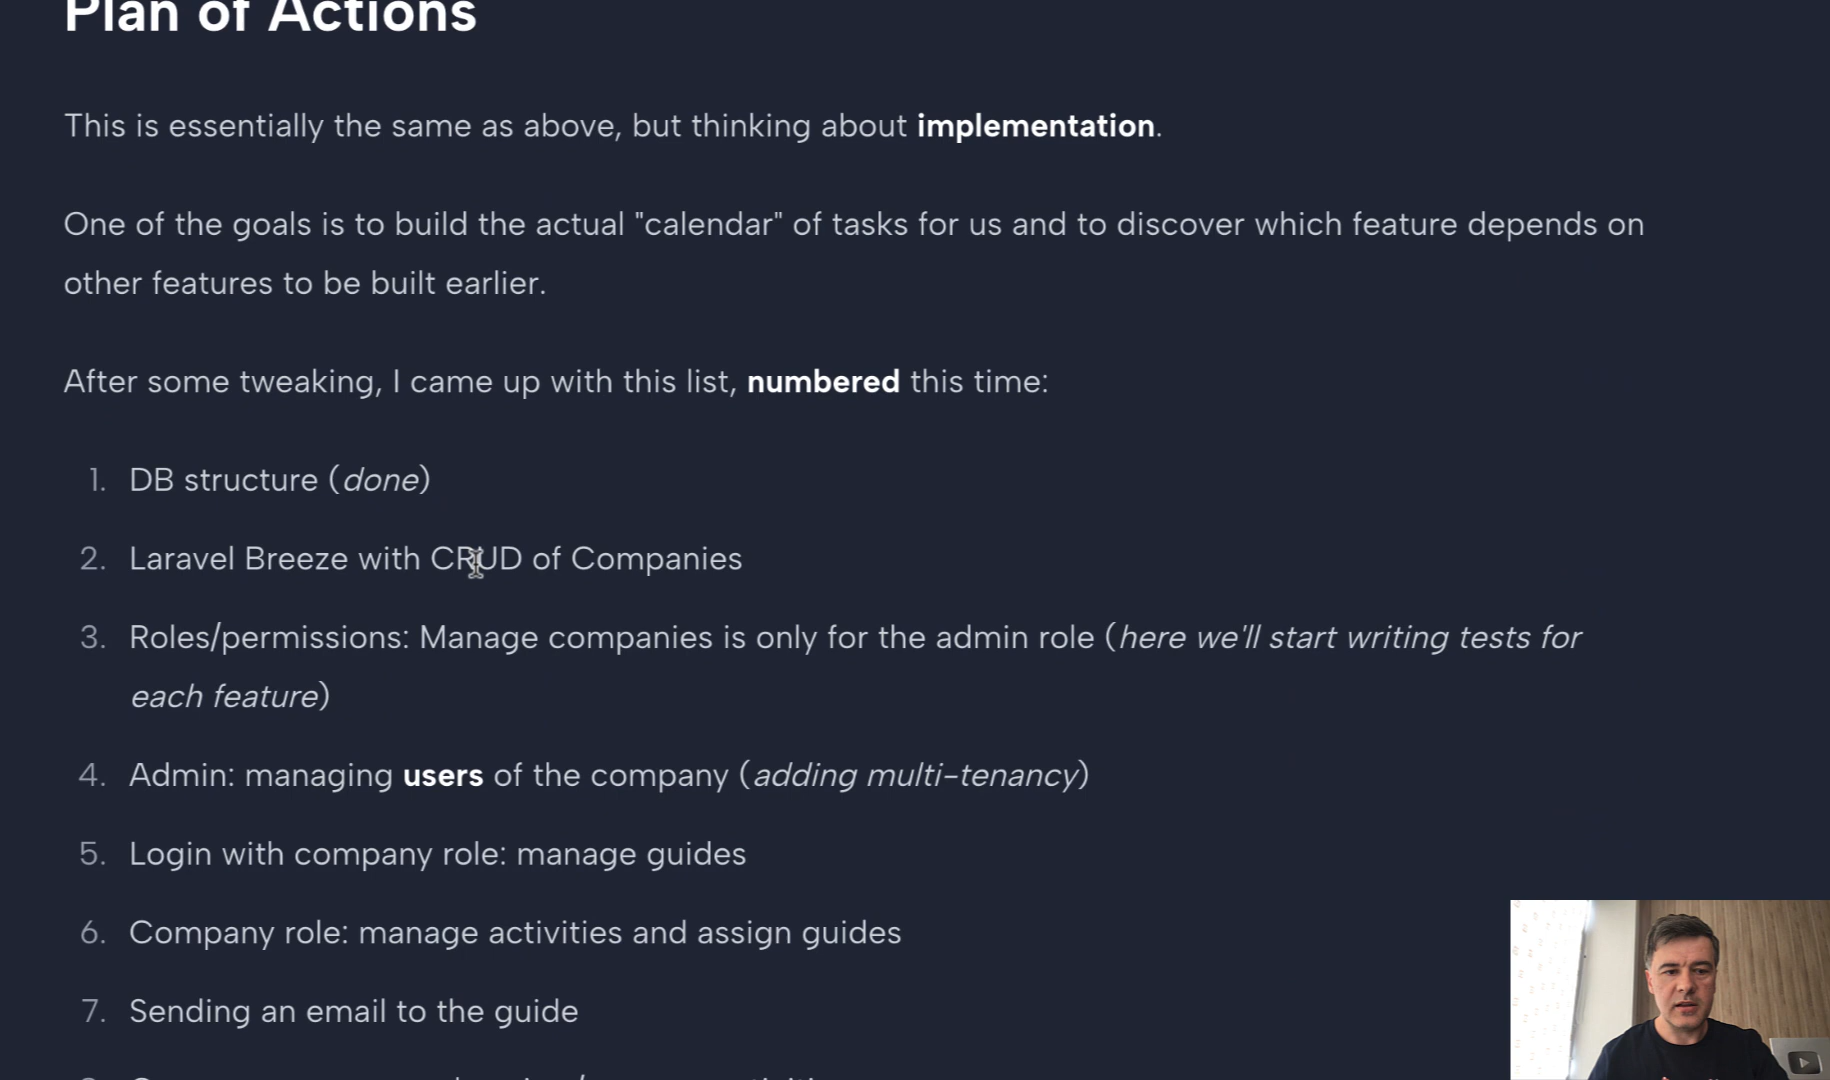 Plan of Actions
This is essentially the same as above, but thinking about implementation.
One of the goals is to build the actual "calendar" of tasks for us and to discover which feature depends on
other features to be built earlier.
After some tweaking, I came up with this list, numbered this time:
1. DB structure (done)
2. Laravel Breeze with CRUD of Companies
3. Roles/permissions: Manage companies is only for the admin role (here we'll start writing tests for
each feature)
4. Admin: managing users of the company (adding multi-tenancy)
5. Login with company role: manage guides
6. Company role: manage activities and assign guides
7. Sending an email to the guide